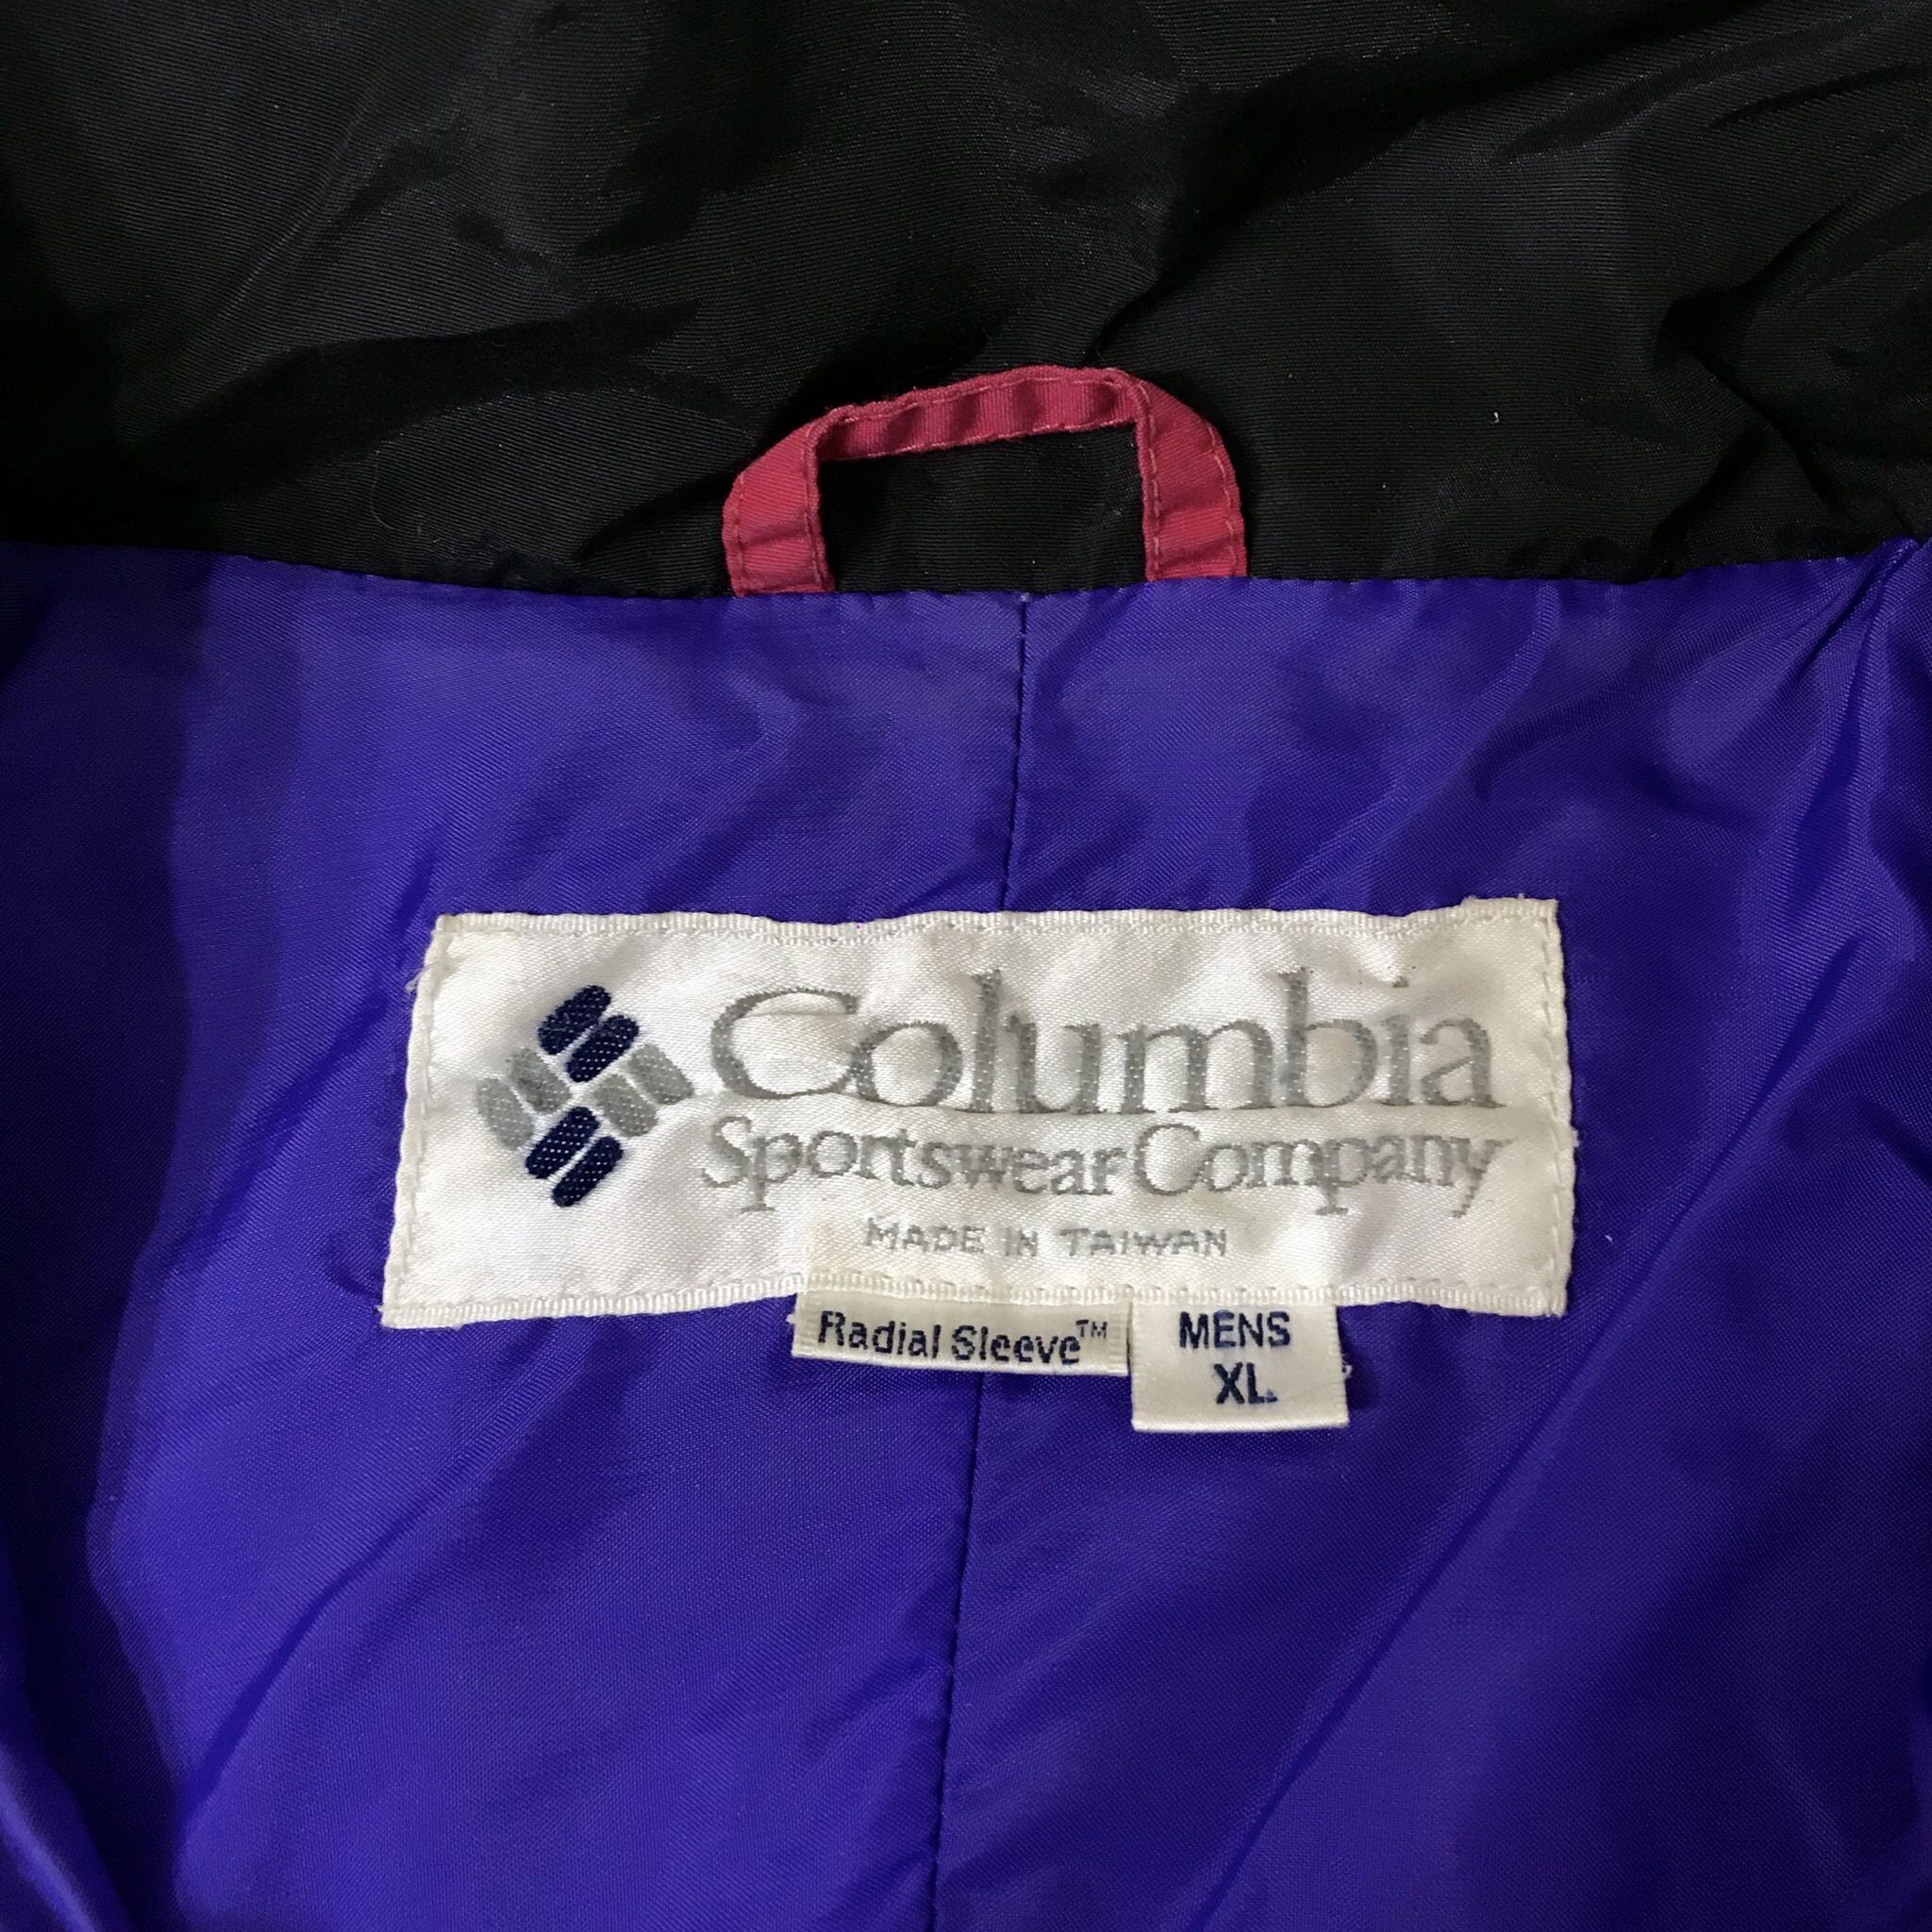 Columbia
Sportswear Company
MADE IN TAIWAN
Radial Sleeve™
MENS
XL